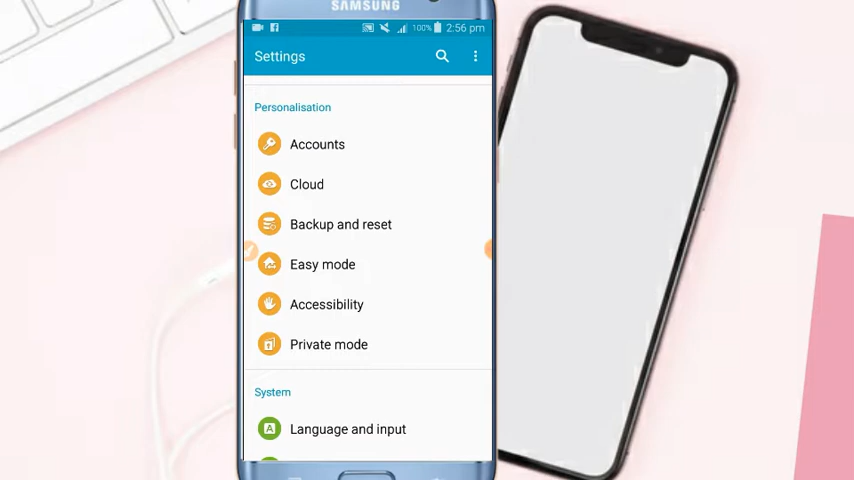 SAMSUNG
100% 2:56 pm
Settings
Personalisation
Accounts
Cloud
Backup and reset
Easy mode
Accessibility
Private mode
System
Language and input